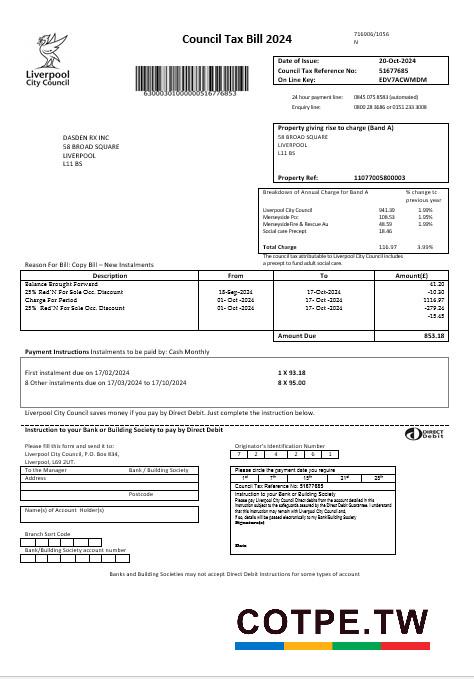 Council Tax Bill 2024
716906/1056
N
Liverpool
City Council
Date of Issue: 20-Oct-2024
Council Tax Reference No: 51677685
On Line Key: EDV7ACWMDM
24 hour payment line: 0845 075 8583 (automated)
Enquiry line: 0800 28 3686 or 0151 233 3008
DASDEN RX INC
58 BROAD SQUARE
LIVERPOOL
L11 BS
Property giving rise to charge (Band A)
58 BROAD SQUARE
LIVERPOOL
L11 BS
Property Ref: 11077005800003
Breakdown of Annual Charge for Band A % change to
previous year
Liverpool City Council 941.39 1.99%
Merseyside Pcc 108.53 1.95%
Merseyside Fire & Rescue Au 48.59 1.99%
Social care Precept 18.46
Total Charge 116.97 3.99%
The council tax attributable to Liverpool City Council includes
a precept to fund adult social care.
Reason For Bill: Copy Bill – New Instalments
Description From To Amount(£)
Balance Brought Forward 41.20
25% Red'N For Sole Occ. Discount 18-Sep-2024 17-Oct-2024 -10.30
Charge For Period 01- Oct -2024 17- Oct -2024 1116.97
25% Red'N For Sole Occ. Discount 01- Oct -2024 17- Oct -2024 -279.24
-15.45
Amount Due 853.18
Payment Instructions Instalments to be paid by: Cash Monthly
First instalment due on 17/02/2024 1 X 93.18
8 Other instalments due on 17/03/2024 to 17/10/2024 8 X 95.00
Liverpool City Council saves money if you pay by Direct Debit. Just complete the instruction below.
Instruction to your Bank or Building Society to pay by Direct Debit
DIRECT
Debit
Please fill this form and send it to:
Liverpool City Council, P.O. Box 834,
Liverpool, L69 2UT.
Originator's Identification Number
7 2 4 2 6 1
To the Manager Bank / Building Society
Address
Postcode
Name(s) of Account Holder(s)
Branch Sort Code
Bank/Building Society account number
Please circle the payment date you require
1st 7th 15th 21st 28th
Council Tax Reference No: 51677685
Instruction to your Bank or Building Society
Please pay Liverpool City Council Direct debits from the account detailed in this
instruction subject to the safeguards assured by the Direct Debit Guarantee. I understand
that this instruction may remain with Liverpool City Council and,
if so, details will be passed electronically to my Bank/Building Society
Signature(s)
Date
Banks and Building Societies may not accept Direct Debit Instructions for some types of account
COTPE.TW